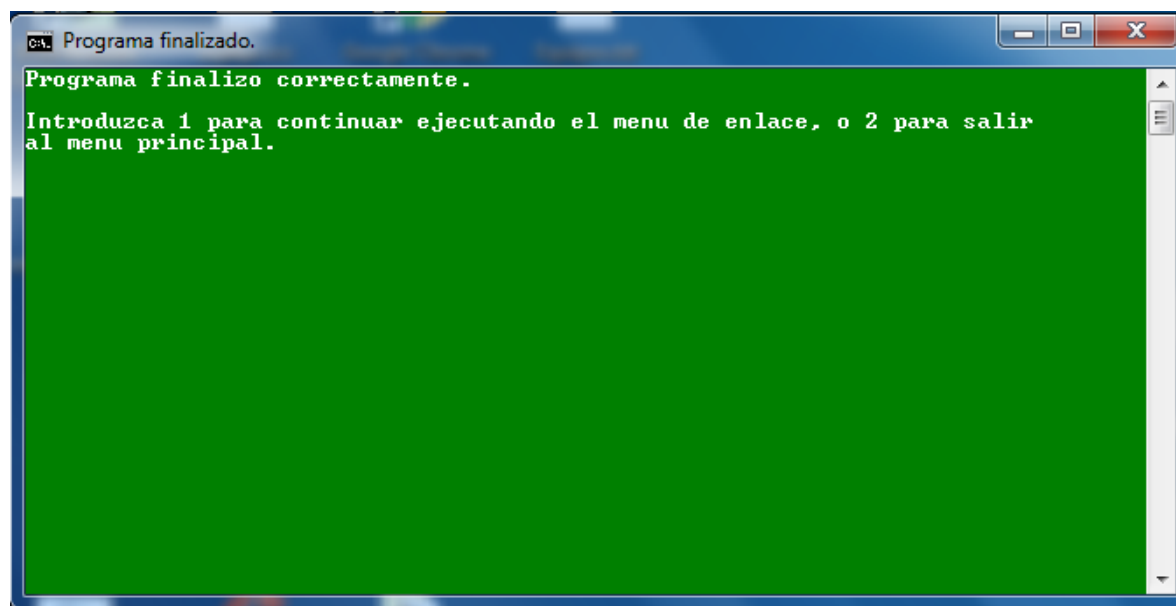 Programa finalizado.
Programa finalizo correctamente.
Introduzca 1 para continuar ejecutando el menu de enlace, o 2 para salir
al menu principal.